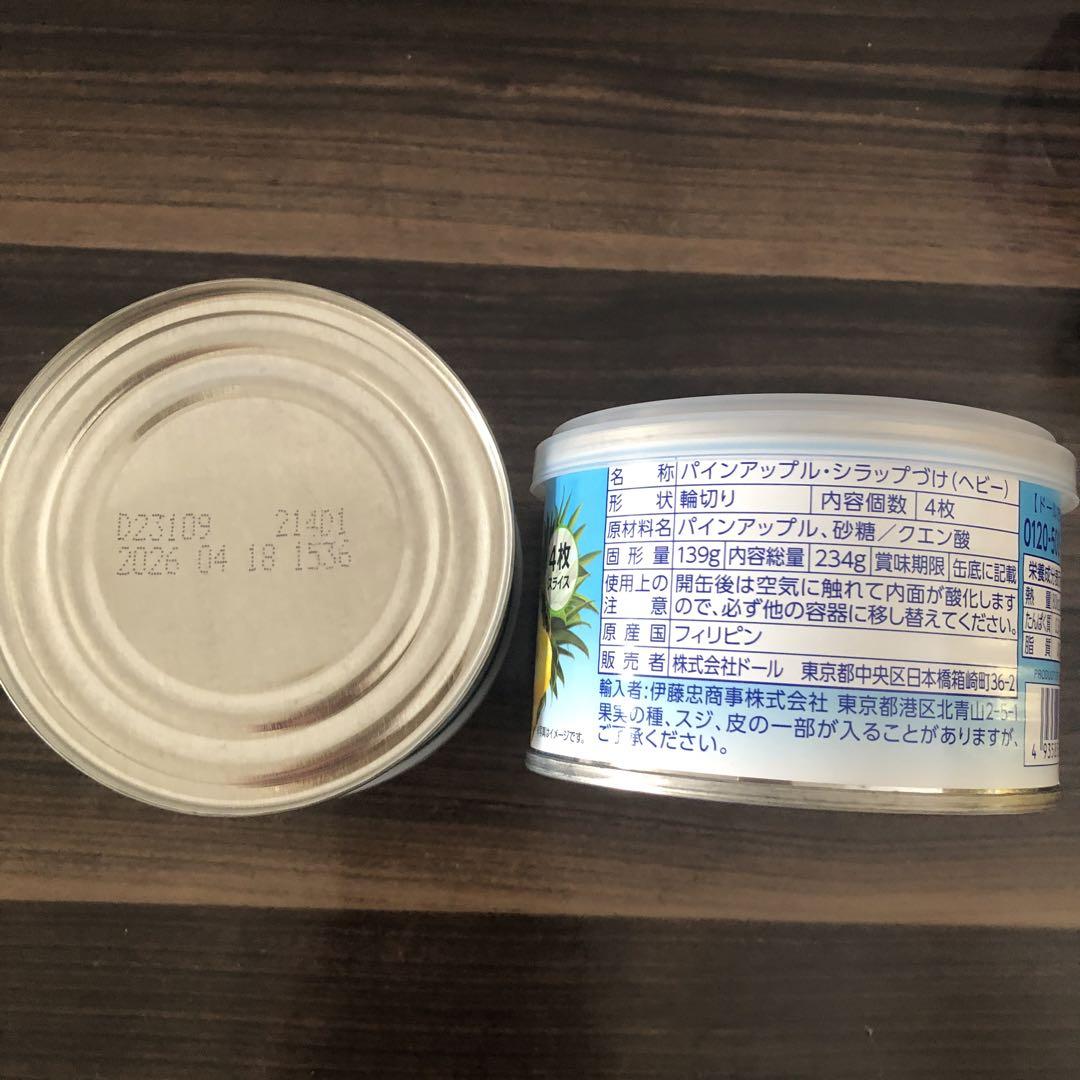 D23109 214D1
2026 04 18 1536
4枚
スライス
名称 パインアップル・シラップづけ(ヘビー)
形状 輪切り 内容個数 4枚
原材料名 パインアップル、砂糖／クエン酸
固形量 139g 内容総量 234g 賞味期限 缶底に記載
使用上の注意 開缶後は空気に触れて内面が酸化します
ので、必ず他の容器に移し替えてください。
原産国 フィリピン
販売者 株式会社ドール 東京都中央区日本橋箱崎町36-2
輸入者:伊藤忠商事株式会社 東京都港区北青山2-5-1
果実の種、スジ、皮の一部が入ることがありますが、
ご了承ください。
はイメージです。
0120-50
栄養成分
熱量
たんぱく質
脂質